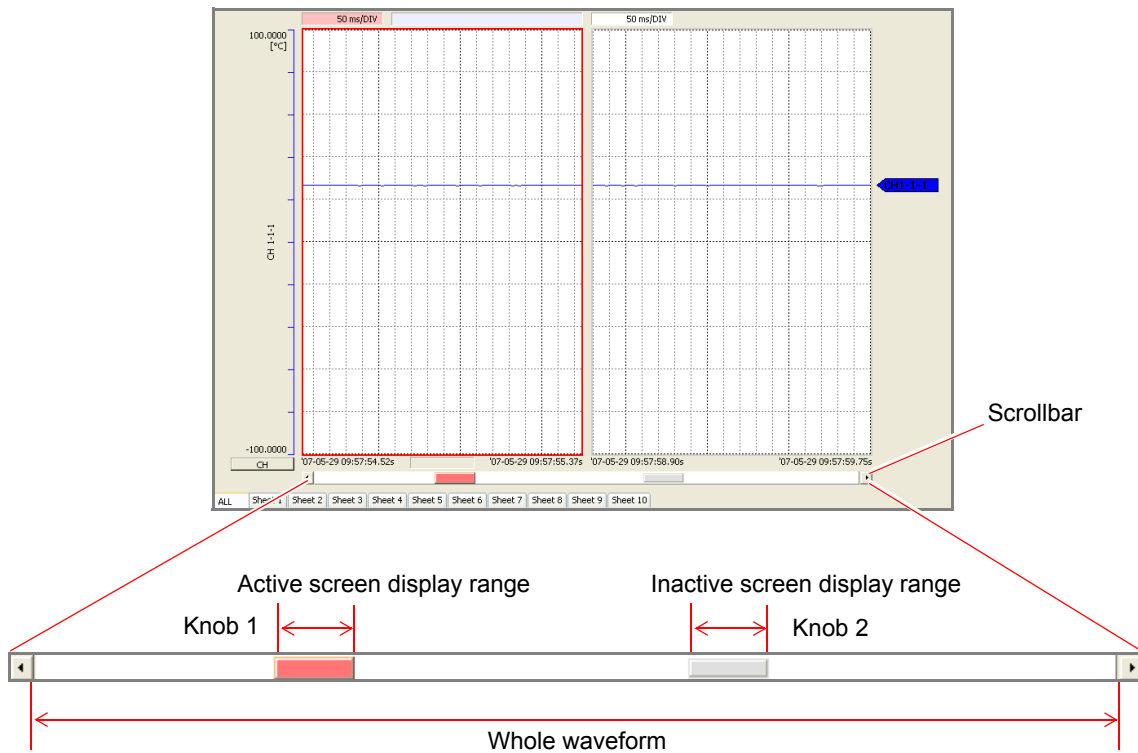 50 ms/DIV
50 ms/DIV
100.0000
[°C]
CH 1-1-1
CH1-1-1
-100.0000
CH
'07-05-29 09:57:54.52s
'07-05-29 09:57:55.37s
'07-05-29 09:57:58.90s
'07-05-29 09:57:59.75s
Scrollbar
ALL
Sheet 1
Sheet 2
Sheet 3
Sheet 4
Sheet 5
Sheet 6
Sheet 7
Sheet 8
Sheet 9
Sheet 10
Active screen display range
Inactive screen display range
Knob 1
Knob 2
Whole waveform